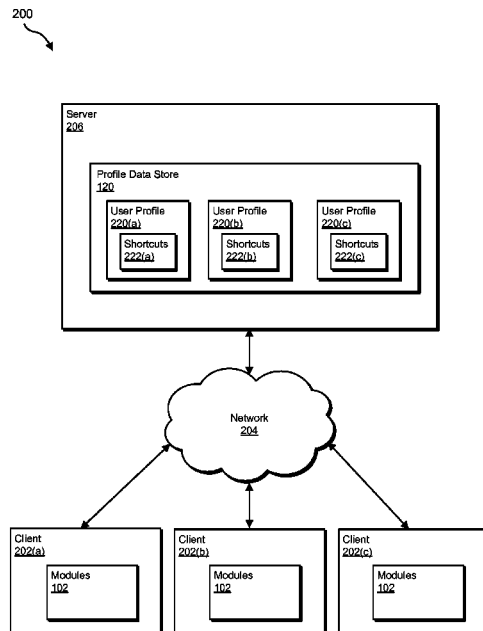 200
Server
206
Profile Data Store
120
User Profile
220(a)
Shortcuts
222(a)
User Profile
220(b)
Shortcuts
222(b)
User Profile
220(c)
Shortcuts
222(c)
Network
204
Client
202(a)
Modules
102
Client
202(b)
Modules
102
Client
202(c)
Modules
102